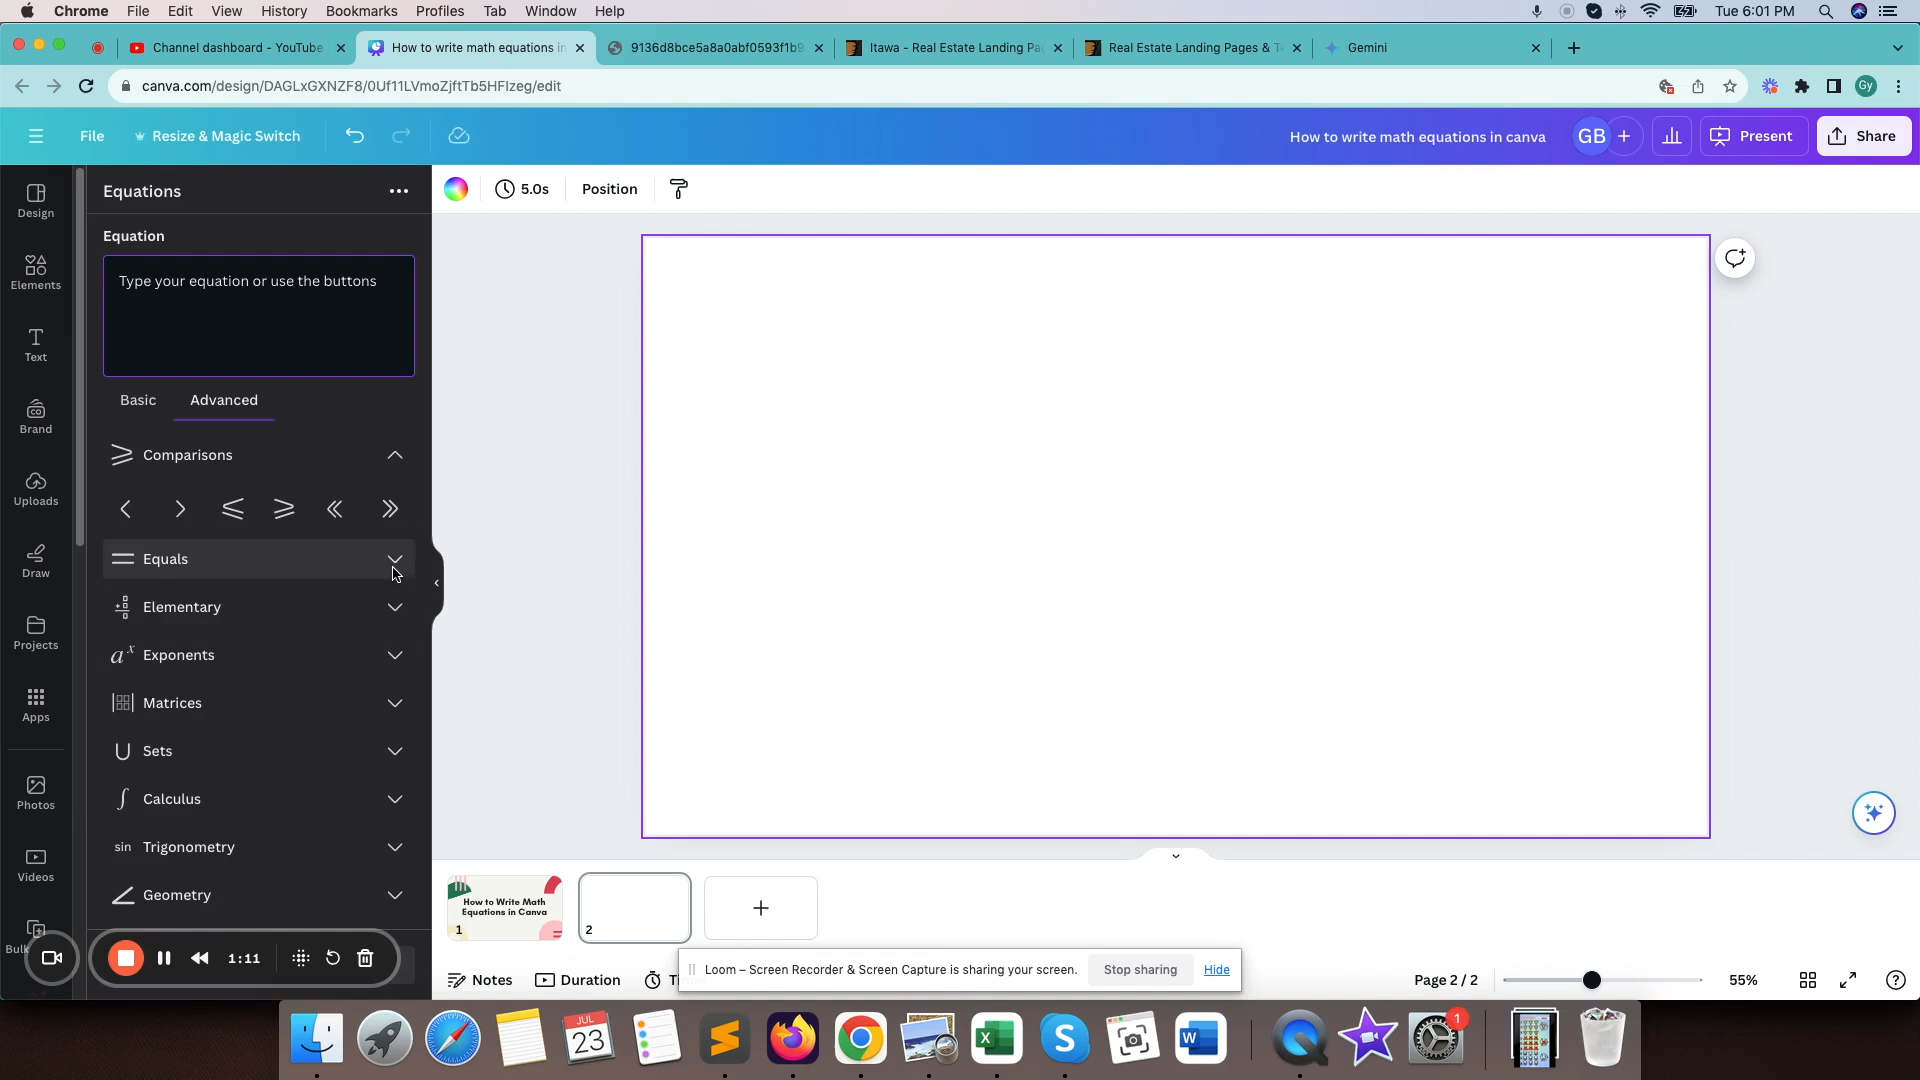 Chrome File Edit View History Bookmarks Profiles Tab Window Help Tue 6:01 PM
Channel dashboard - YouTube How to write math equations in 9136d8bce5a8a0abf0593f1b9 Itawa - Real Estate Landing Pa Real Estate Landing Pages & T Gemini
canva.com/design/DAGLxGXNZF8/0Uf11LVmoZjftTb5HFIzeg/edit Gy
File Resize & Magic Switch How to write math equations in canva GB Present Share
Equations
5.0s Position
Design
Elements
Text
Brand
Uploads
Draw
Projects
Apps
Photos
Videos
Bulk
Equation
Type your equation or use the buttons
Basic Advanced
Comparisons
< > ≤ ≥ ≪ ≫
Equals
Elementary
aˣ Exponents
Matrices
Sets
∫ Calculus
sin Trigonometry
Geometry
1:11
How to Write Math
Equations in Canva
1
2
Notes Duration
Loom – Screen Recorder & Screen Capture is sharing your screen. Stop sharing Hide
Page 2 / 2 55%
JUL
23
1